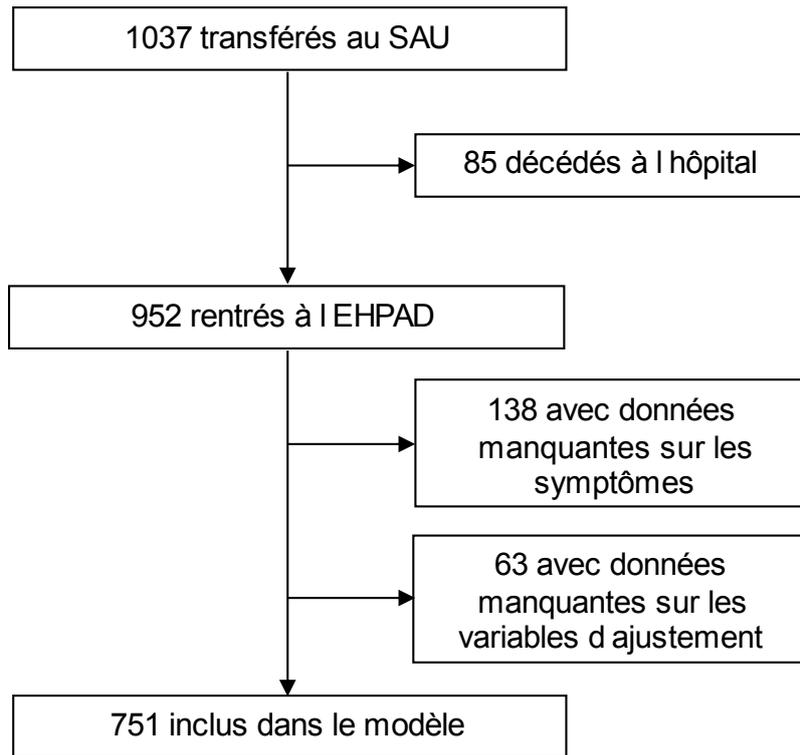 1037 transférés au SAU
85 décédés à l hôpital
952 rentrés à l EHPAD
138 avec données
manquantes sur les
symptômes
63 avec données
manquantes sur les
variables d ajustement
751 inclus dans le modèle